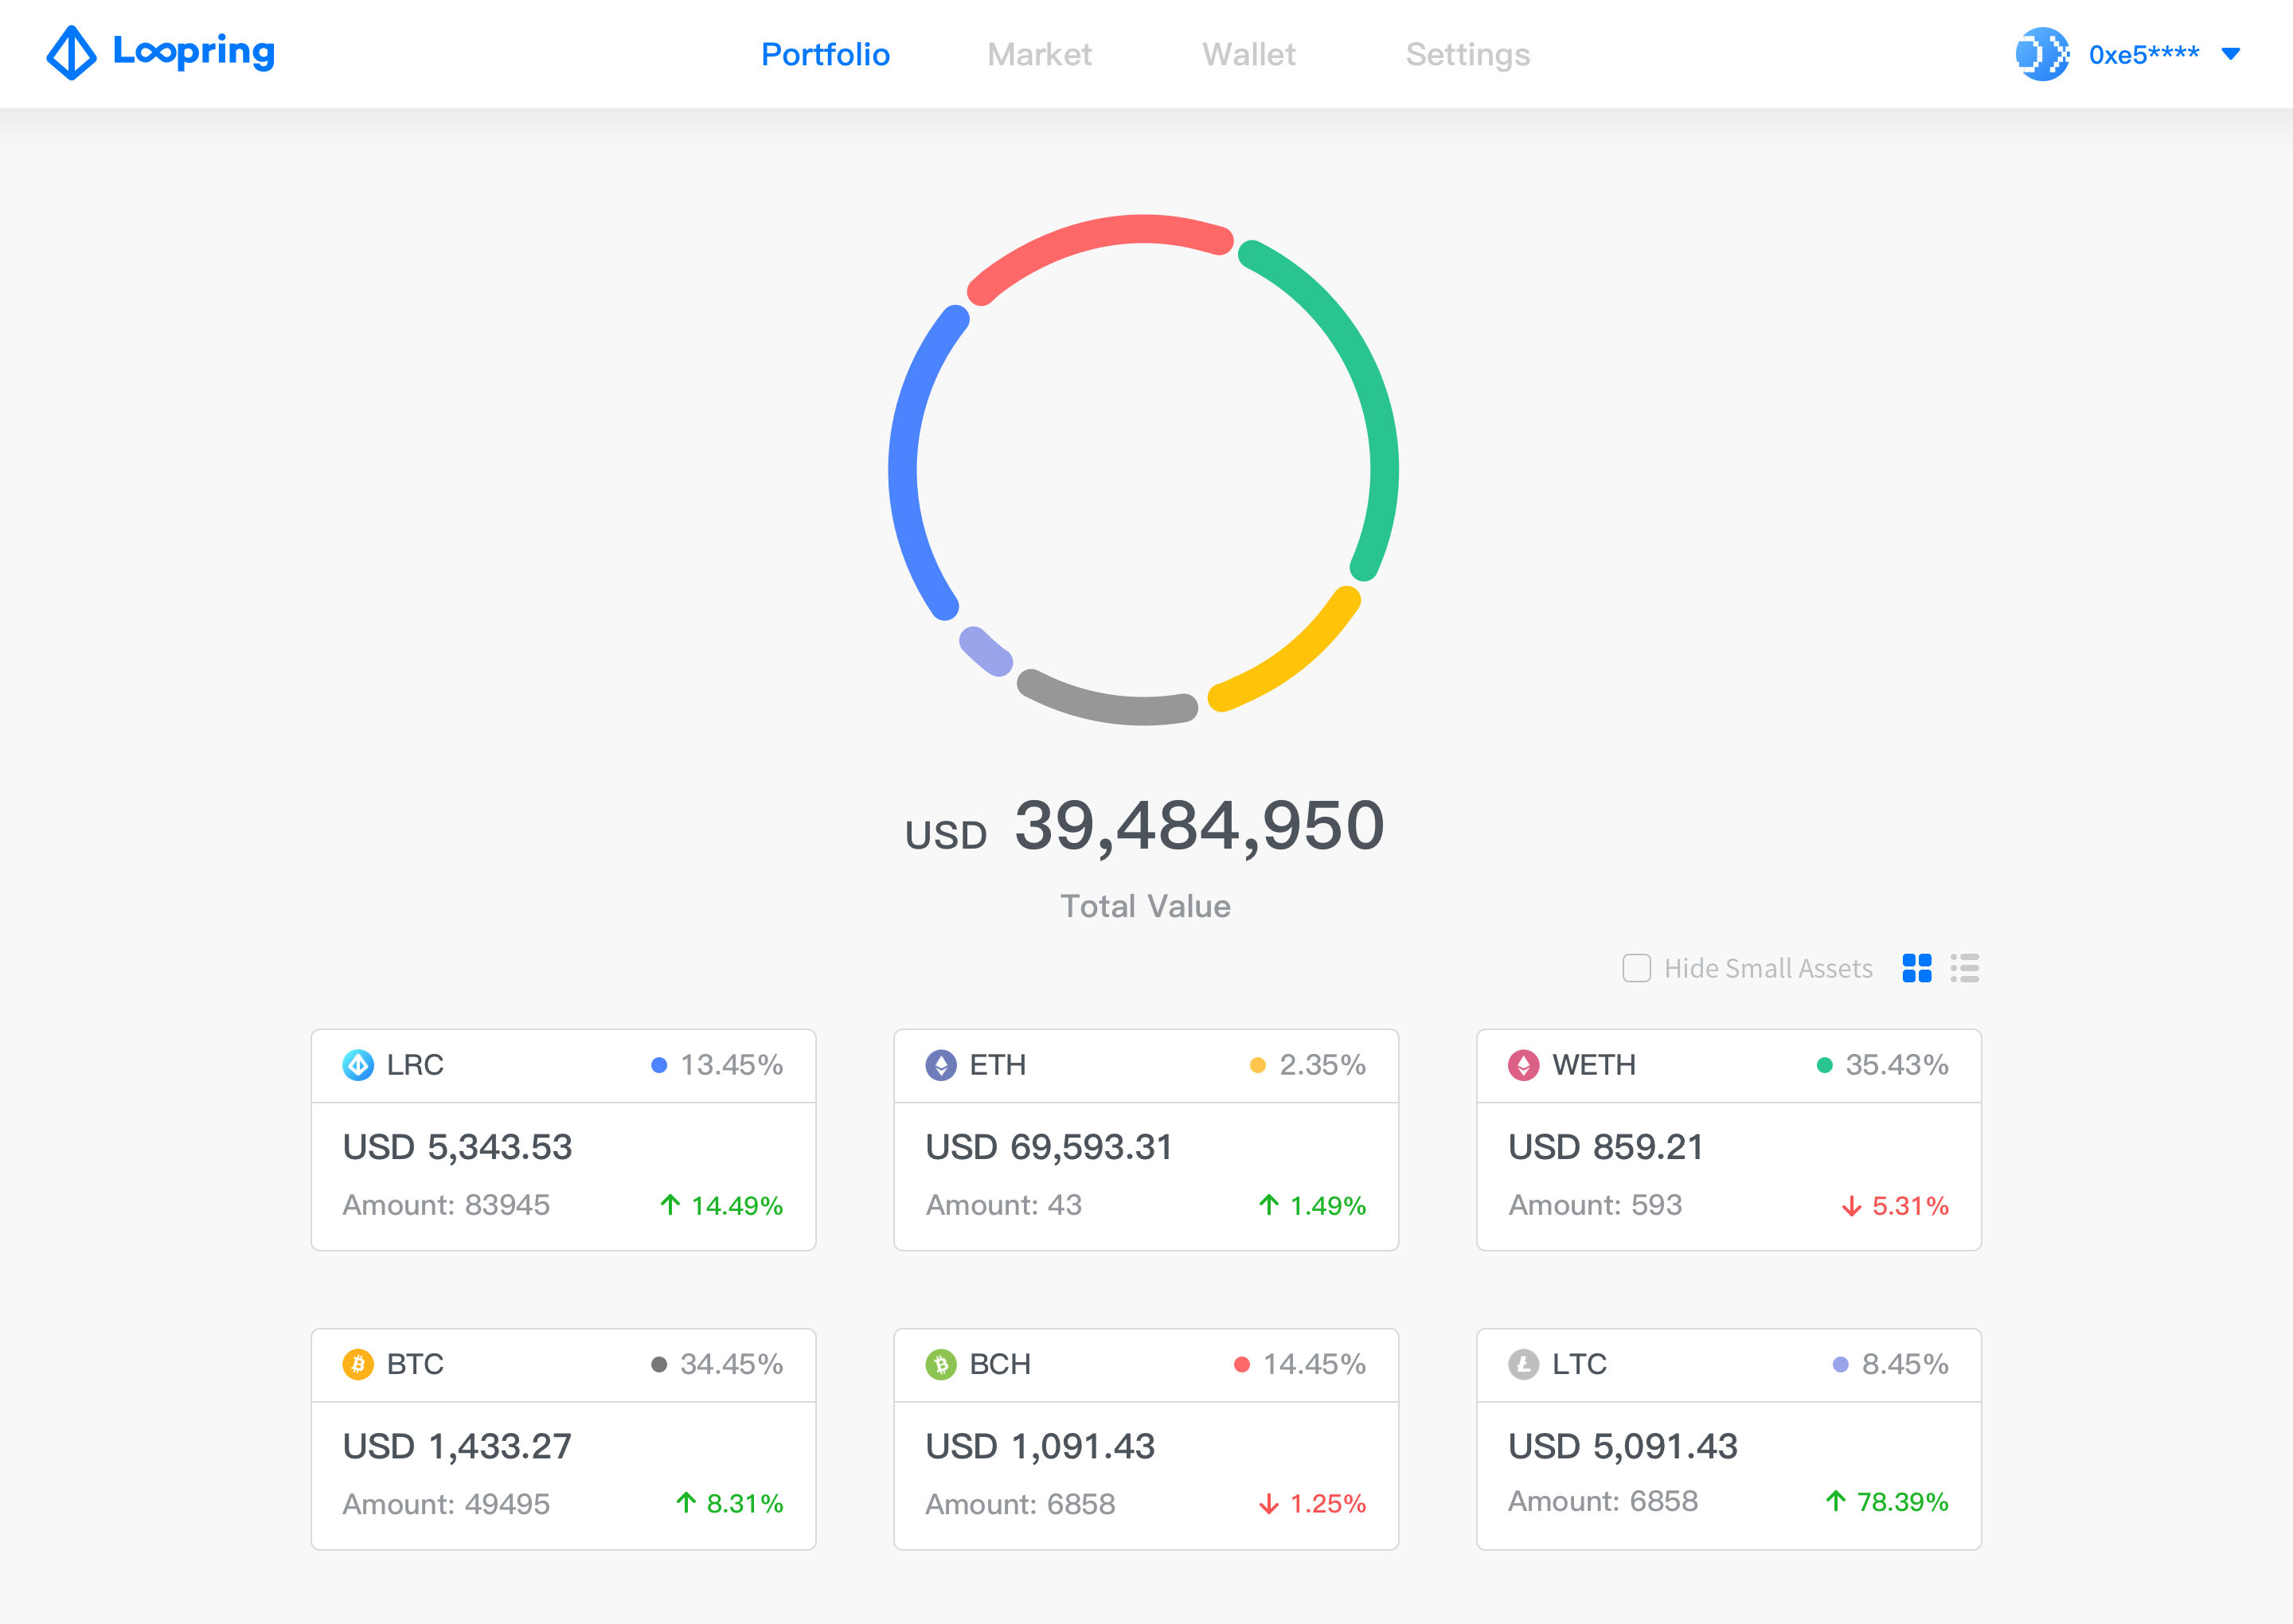 Loopring
Portfolio Market Wallet Settings
0xe5****
USD 39,484,950
Total Value
Hide Small Assets
LRC 13.45%
USD 5,343.53
Amount: 83945 ↑ 14.49%
ETH 2.35%
USD 69,593.31
Amount: 43 ↑ 1.49%
WETH 35.43%
USD 859.21
Amount: 593 ↓ 5.31%
BTC 34.45%
USD 1,433.27
Amount: 49495 ↑ 8.31%
BCH 14.45%
USD 1,091.43
Amount: 6858 ↓ 1.25%
LTC 8.45%
USD 5,091.43
Amount: 6858 ↑ 78.39%